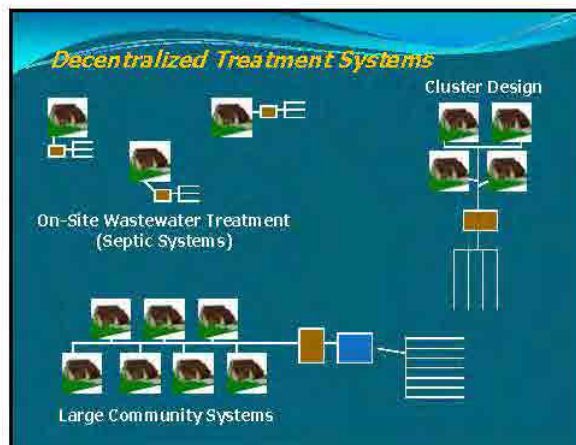 Decentralized Treatment Systems
Cluster Design
On-Site Wastewater Treatment
(Septic Systems)
Large Community Systems